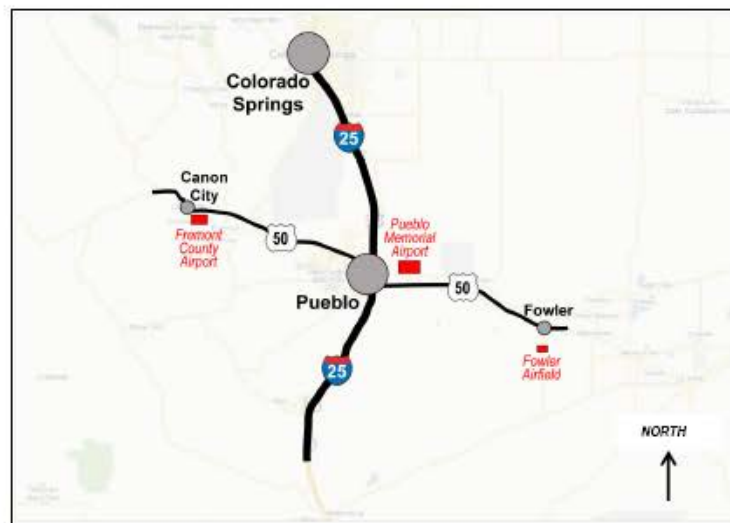 Colorado
Springs
25
Canon
City
Fremont
County
Airport
50
Pueblo
Memorial
Airport
Pueblo
50
Fowler
Fowler
Airfield
25
NORTH